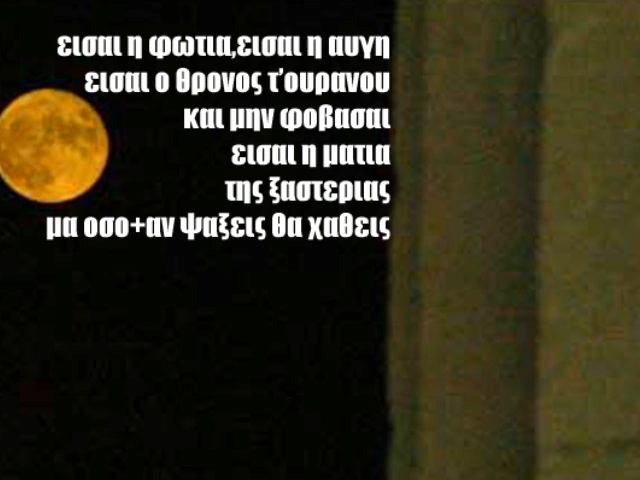 εισαι η φωτια,εισαι η αυγη
εισαι ο θρονος τ'ουρανου
και μην φοβασαι
εισαι η ματια
της ξαστεριας
μα οσο+αν ψαξεις θα χαθεις